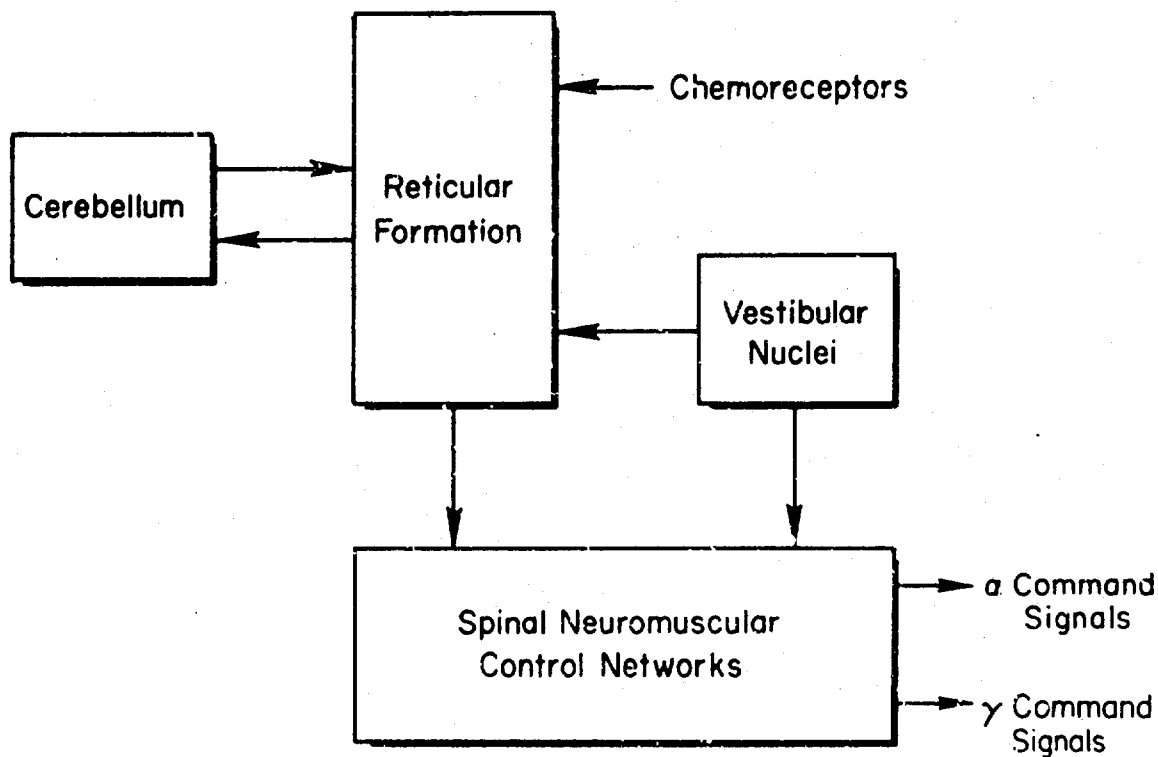 Chemoreceptors
Cerebellum
Reticular
Formation
Vestibular
Nuclei
Spinal Neuromuscular
Control Networks
α Command
Signals
γ Command
Signals